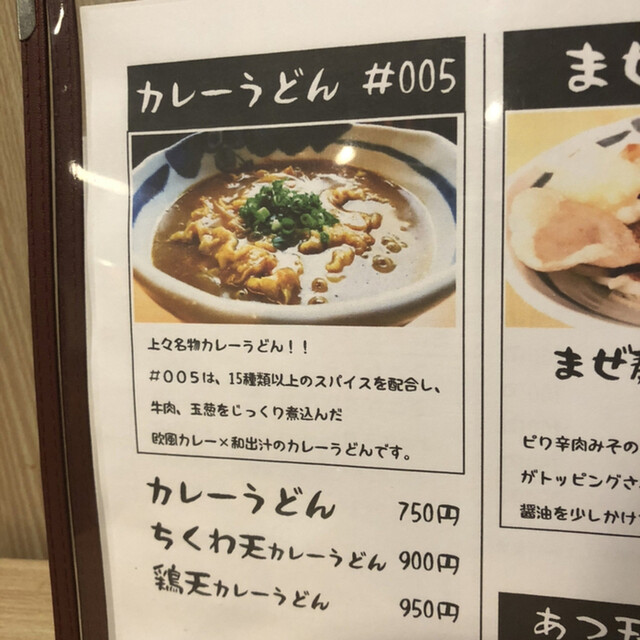 カレーうどん #005
上々名物カレーうどん！！
#005は、15種類以上のスパイスを配合し、
牛肉、玉葱をじっくり煮込んだ
欧風カレー×和出汁のカレーうどんです。
カレーうどん 750円
ちくわ天カレーうどん 900円
鶏天カレーうどん 950円
まぜ
まぜ
ピリ辛肉みその
がトッピングさ
醤油を少しかけ
あつ